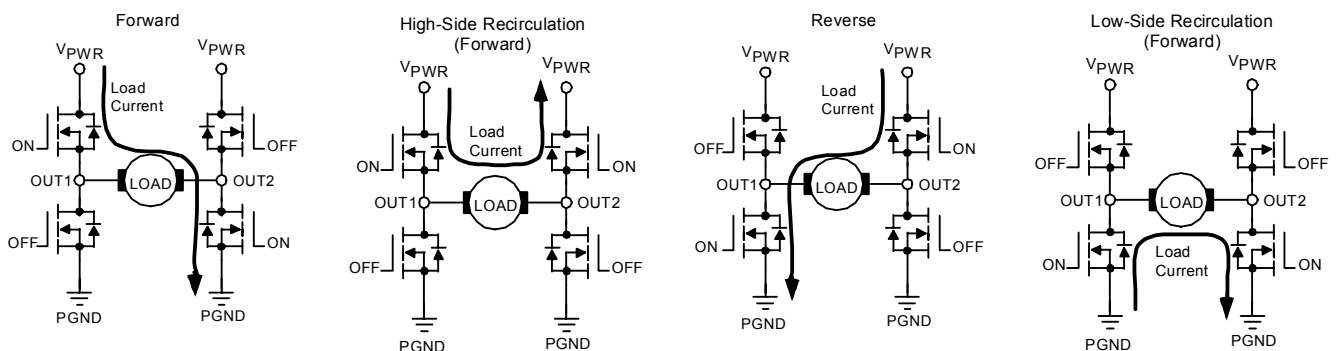 Forward
VPWR
VPWR
Load
Current
ON
OFF
OUT1
LOAD
OUT2
OFF
ON
PGND
PGND
High-Side Recirculation
(Forward)
VPWR
VPWR
Load
Current
ON
ON
OUT1
LOAD
OUT2
OFF
OFF
PGND
PGND
Reverse
VPWR
VPWR
Load
Current
OFF
ON
OUT1
LOAD
OUT2
ON
OFF
PGND
PGND
Low-Side Recirculation
(Forward)
VPWR
VPWR
OFF
OFF
OUT1
LOAD
OUT2
ON
Load
Current
ON
PGND
PGND